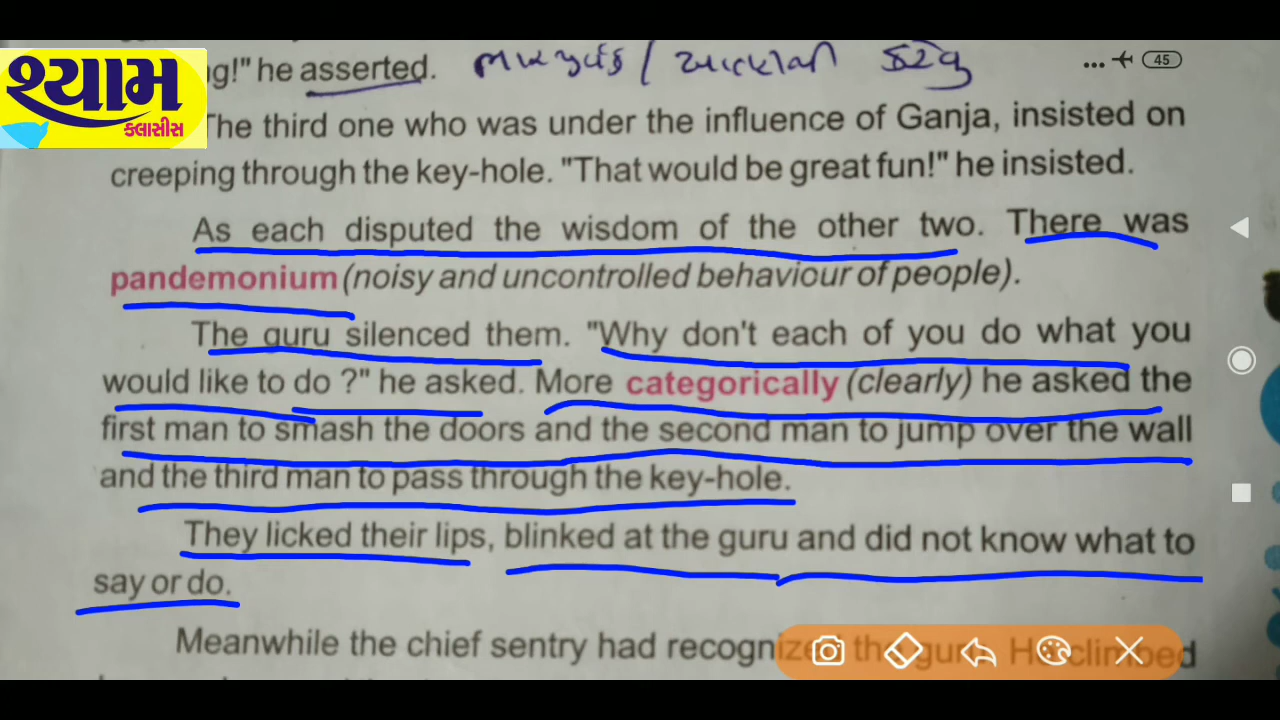 શ્યામ
ક્લાસીસ
ng!" he asserted.
45
The third one who was under the influence of Ganja, insisted on
creeping through the key-hole. "That would be great fun!" he insisted.
As each disputed the wisdom of the other two. There was
pandemonium (noisy and uncontrolled behaviour of people).
The guru silenced them. "Why don't each of you do what you
would like to do ?" he asked. More categorically (clearly) he asked the
first man to smash the doors and the second man to jump over the wall
and the third man to pass through the key-hole.
They licked their lips, blinked at the guru and did not know what to
say or do.
Meanwhile the chief sentry had recognized the guru. He climbed